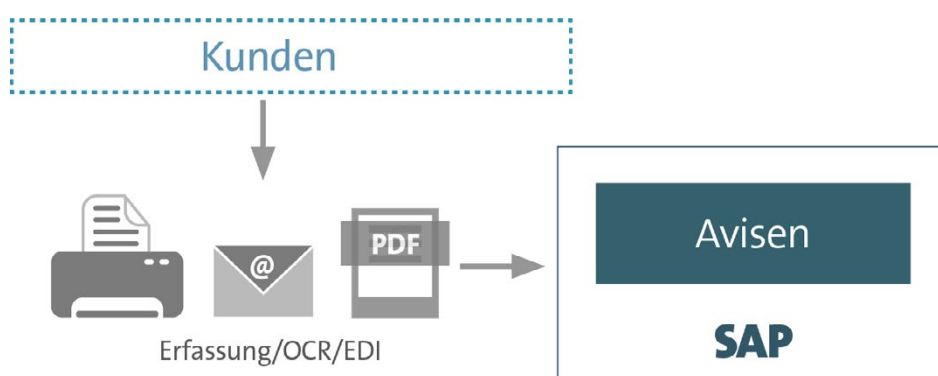 Kunden
@
PDF
Avisen
Erfassung/OCR/EDI
SAP